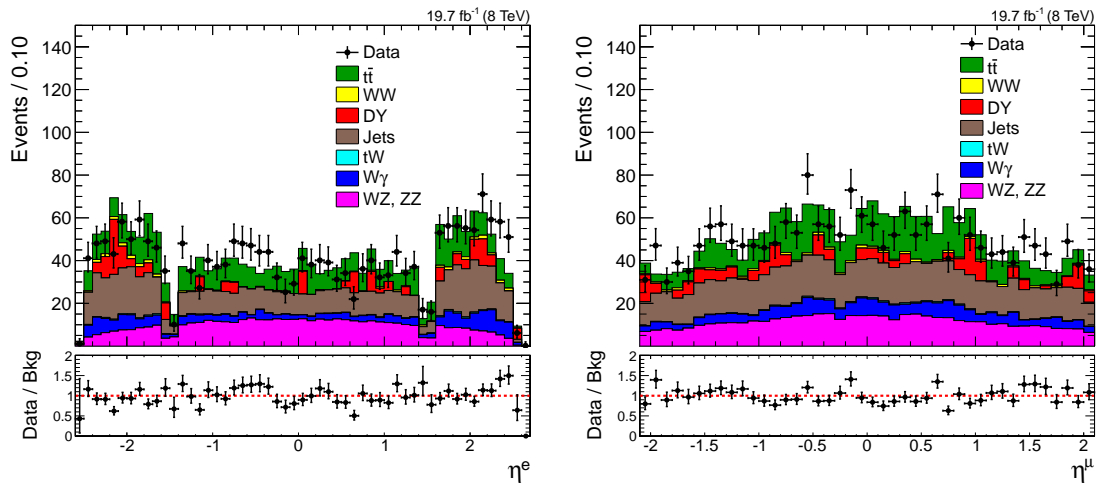 19.7 fb⁻¹ (8 TeV)
Events / 0.10
140
120
100
80
60
40
20
Data
tt̄
WW
DY
Jets
tW
Wγ
WZ, ZZ
Data / Bkg
2
1.5
1
0.5
0
-2 -1 0 1 2
ηᵉ
19.7 fb⁻¹ (8 TeV)
Events / 0.10
140
120
100
80
60
40
20
Data
tt̄
WW
DY
Jets
tW
Wγ
WZ, ZZ
Data / Bkg
2
1.5
1
0.5
0
-2 -1.5 -1 -0.5 0 0.5 1 1.5 2
ημ